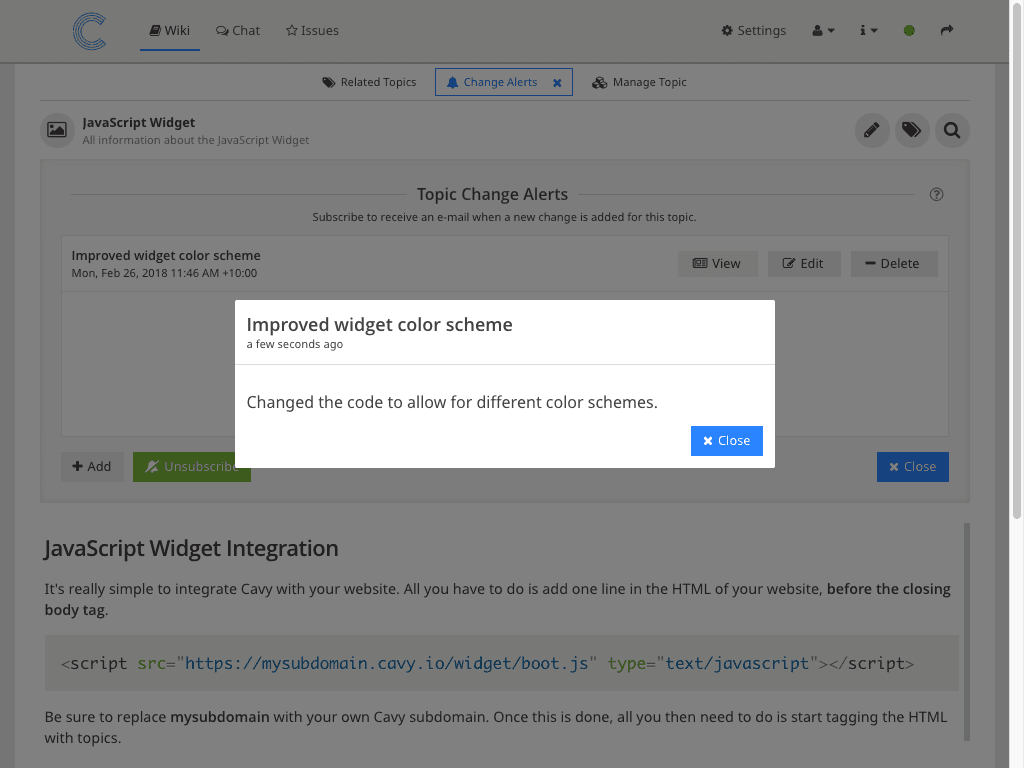 Wiki Chat Issues Settings
Related Topics Change Alerts Manage Topic
JavaScript Widget
All information about the JavaScript Widget
Topic Change Alerts
Subscribe to receive an e-mail when a new change is added for this topic.
Improved widget color scheme
Mon, Feb 26, 2018 11:46 AM +10:00
View Edit Delete
Improved widget color scheme
a few seconds ago
Changed the code to allow for different color schemes.
Close
Add Unsubscribe Close
JavaScript Widget Integration
It's really simple to integrate Cavy with your website. All you have to do is add one line in the HTML of your website, before the closing
body tag.
<script src="https://mysubdomain.cavy.io/widget/boot.js" type="text/javascript"></script>
Be sure to replace mysubdomain with your own Cavy subdomain. Once this is done, all you then need to do is start tagging the HTML
with topics.